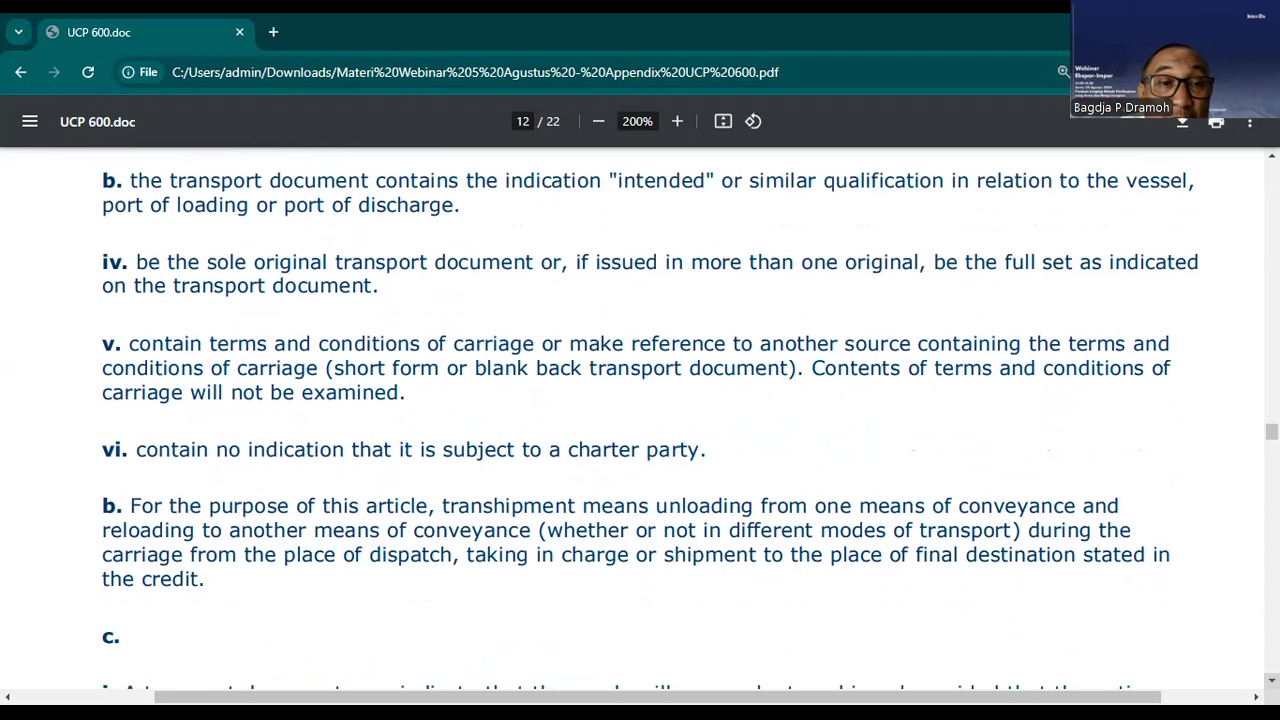 UCP 600.doc
File
C:/Users/admin/Downloads/Materi%20Webinar%205%20Agustus%20-%20Appendix%20UCP%20600.pdf
Webinar
Ekspor-Impor
Bagdja P Dramoh
UCP 600.doc
12 / 22
200%
b. the transport document contains the indication "intended" or similar qualification in relation to the vessel,
port of loading or port of discharge.
iv. be the sole original transport document or, if issued in more than one original, be the full set as indicated
on the transport document.
v. contain terms and conditions of carriage or make reference to another source containing the terms and
conditions of carriage (short form or blank back transport document). Contents of terms and conditions of
carriage will not be examined.
vi. contain no indication that it is subject to a charter party.
b. For the purpose of this article, transhipment means unloading from one means of conveyance and
reloading to another means of conveyance (whether or not in different modes of transport) during the
carriage from the place of dispatch, taking in charge or shipment to the place of final destination stated in
the credit.
c.